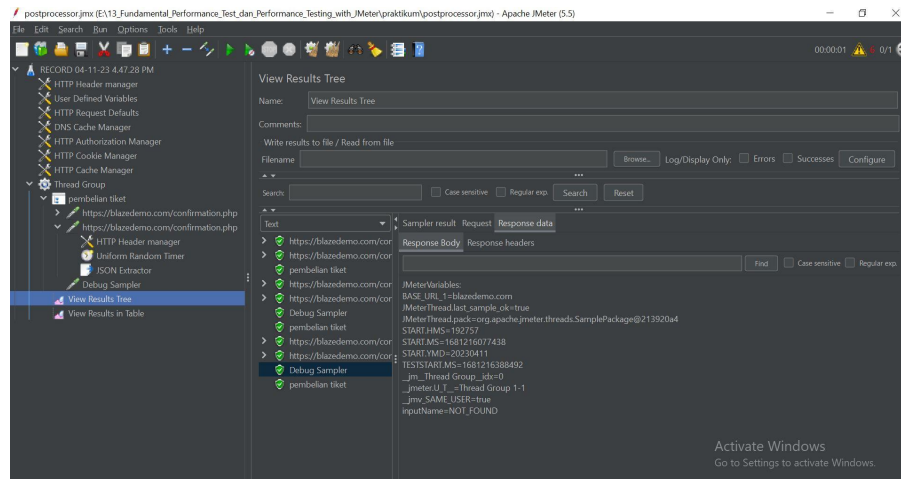 postprocessor.jmx (E:\13_Fundamental_Performance_Test_dan_Performance_Testing_with_JMeter\praktikum\postprocessor.jmx) - Apache JMeter (5.5)
File Edit Search Run Options Tools Help
00:00:01 0/1
RECORD 04-11-23 4.47.28 PM
HTTP Header manager
User Defined Variables
HTTP Request Defaults
DNS Cache Manager
HTTP Authorization Manager
HTTP Cookie Manager
HTTP Cache Manager
Thread Group
pembelian tiket
https://blazedemo.com/confirmation.php
https://blazedemo.com/confirmation.php
HTTP Header manager
Uniform Random Timer
JSON Extractor
Debug Sampler
View Results Tree
View Results in Table
View Results Tree
Name: View Results Tree
Comments:
Write results to file / Read from file
Filename Browse... Log/Display Only: Errors Successes Configure
Search: Case sensitive Regular exp. Search Reset
Text
https://blazedemo.com/cor
https://blazedemo.com/cor
pembelian tiket
https://blazedemo.com/cor
https://blazedemo.com/cor
Debug Sampler
pembelian tiket
https://blazedemo.com/cor
https://blazedemo.com/cor
Debug Sampler
pembelian tiket
Sampler result Request Response data
Response Body Response headers
Find Case sensitive Regular exp.
JMeterVariables:
BASE_URL_1=blazedemo.com
JMeterThread.last_sample_ok=true
JMeterThread.pack=org.apache.jmeter.threads.SamplePackage@213920a4
START.HMS=192757
START.MS=1681216077438
START.YMD=20230411
TESTSTART.MS=1681216388492
__jm__Thread Group__idx=0
__jmeter.U_T__=Thread Group 1-1
__jmv_SAME_USER=true
inputName=NOT_FOUND
Activate Windows
Go to Settings to activate Windows.